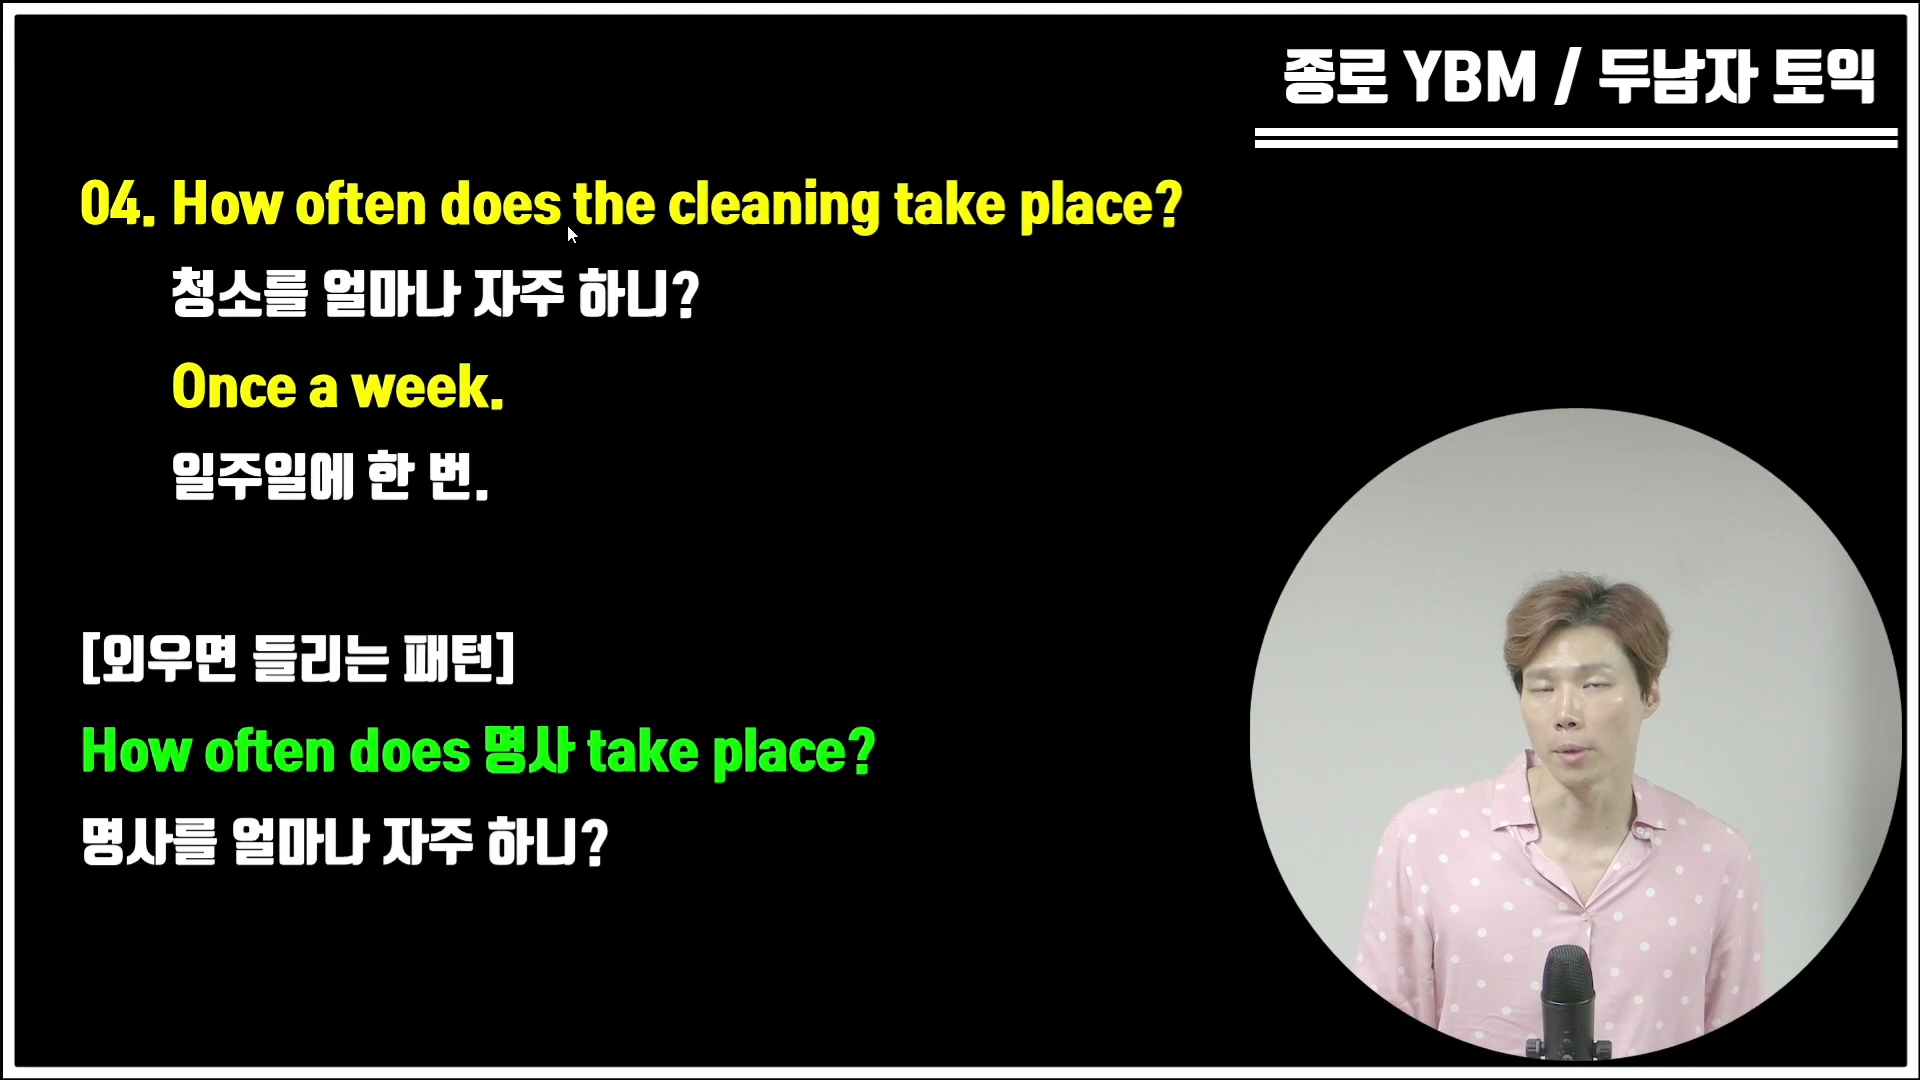 종로 YBM / 두남자 토익
04. How often does the cleaning take place?
청소를 얼마나 자주 하니?
Once a week.
일주일에 한 번.
[외우면 들리는 패턴]
How often does 명사 take place?
명사를 얼마나 자주 하니?